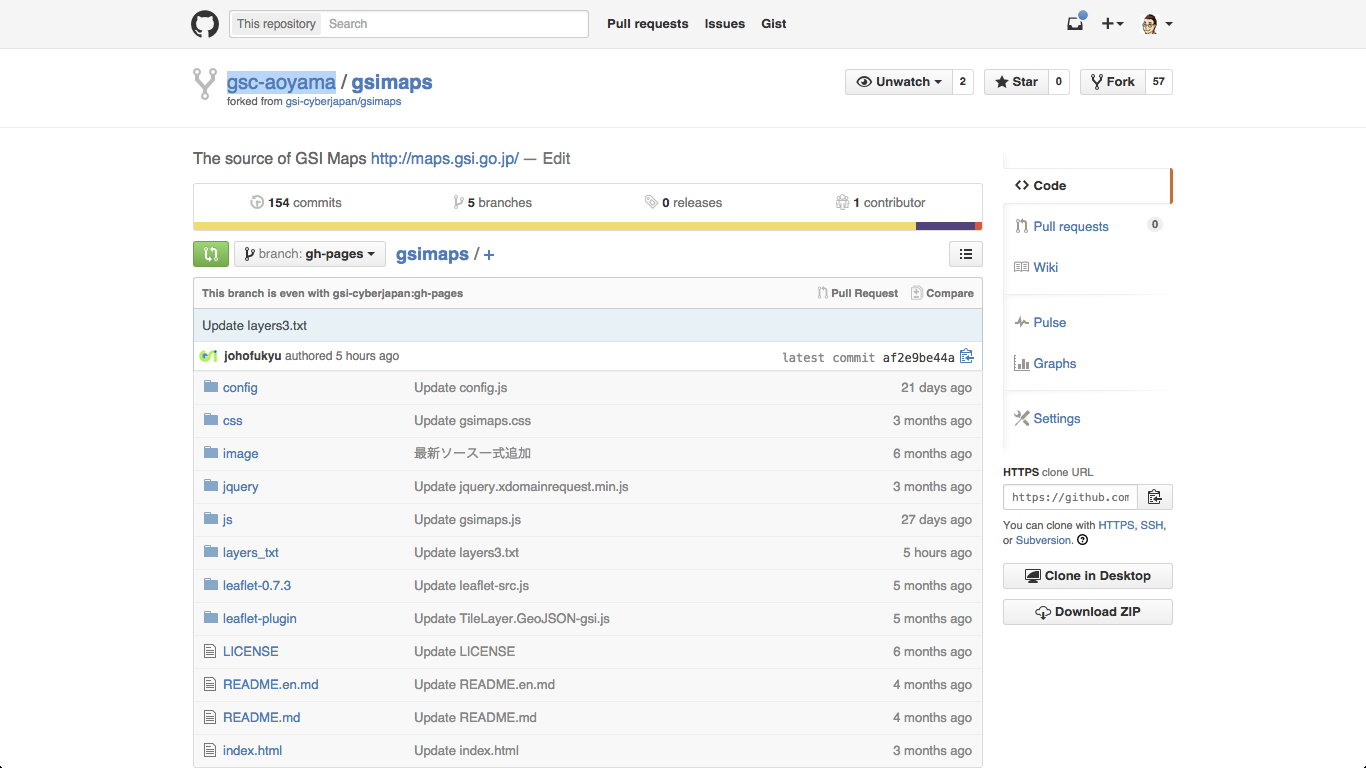 This repository Search Pull requests Issues Gist
gsc-aoyama / gsimaps Unwatch 2 Star 0 Fork 57
forked from gsi-cyberjapan/gsimaps
The source of GSI Maps http://maps.gsi.go.jp/ — Edit
154 commits 5 branches 0 releases 1 contributor
branch: gh-pages gsimaps / +
This branch is even with gsi-cyberjapan:gh-pages Pull Request Compare
Update layers3.txt
johofukyu authored 5 hours ago latest commit af2e9be44a
config Update config.js 21 days ago
css Update gsimaps.css 3 months ago
image 最新ソース一式追加 6 months ago
jquery Update jquery.xdomainrequest.min.js 3 months ago
js Update gsimaps.js 27 days ago
layers_txt Update layers3.txt 5 hours ago
leaflet-0.7.3 Update leaflet-src.js 5 months ago
leaflet-plugin Update TileLayer.GeoJSON-gsi.js 5 months ago
LICENSE Update LICENSE 6 months ago
README.en.md Update README.en.md 4 months ago
README.md Update README.md 4 months ago
index.html Update index.html 3 months ago
Code
Pull requests 0
Wiki
Pulse
Graphs
Settings
HTTPS clone URL
https://github.com
You can clone with HTTPS, SSH,
or Subversion.
Clone in Desktop
Download ZIP